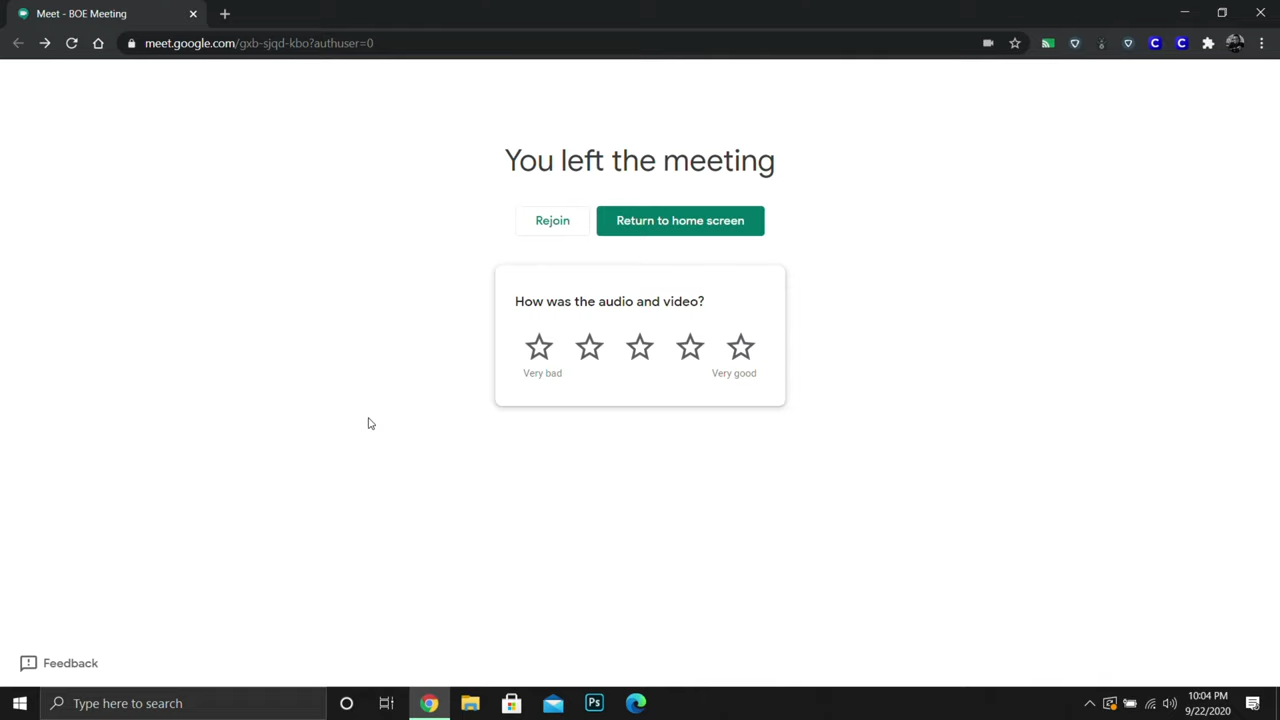 Meet - BOE Meeting
meet.google.com/gxb-sjqd-kbo?authuser=0
You left the meeting
Rejoin
Return to home screen
How was the audio and video?
Very bad
Very good
Feedback
Type here to search
Ps
10:04 PM
9/22/2020